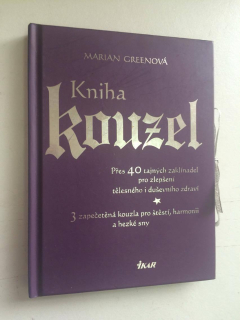 MARIAN GREENOVÁ
Kniha
kouzel
Přes 40 tajných zaklínadel
pro zlepšení
tělesného i duševního zdraví
3 zapečetěná kouzla pro štěstí, harmonii
a hezké sny
IKAR